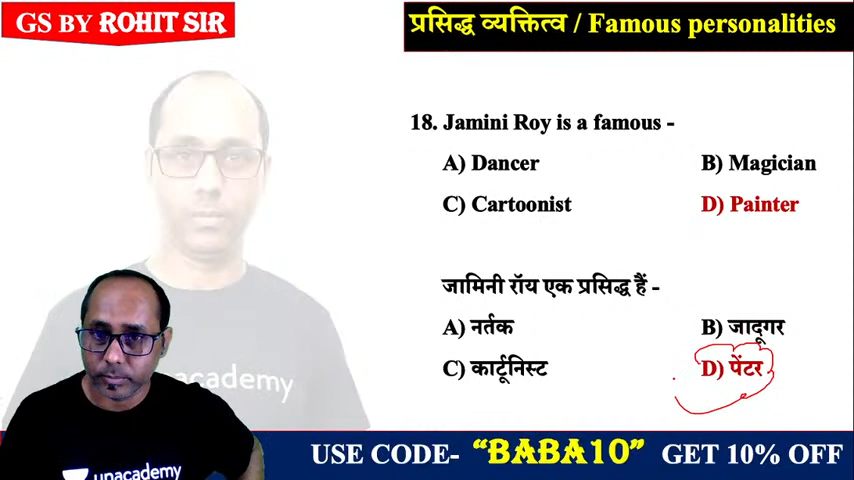 GS BY ROHIT SIR
प्रसिद्ध व्यक्तित्व / Famous personalities
18. Jamini Roy is a famous -
A) Dancer B) Magician
C) Cartoonist D) Painter
जामिनी रॉय एक प्रसिद्ध हैं -
A) नर्तक B) जादूगर
C) कार्टूनिस्ट D) पेंटर
unacademy
USE CODE- “BABA10” GET 10% OFF